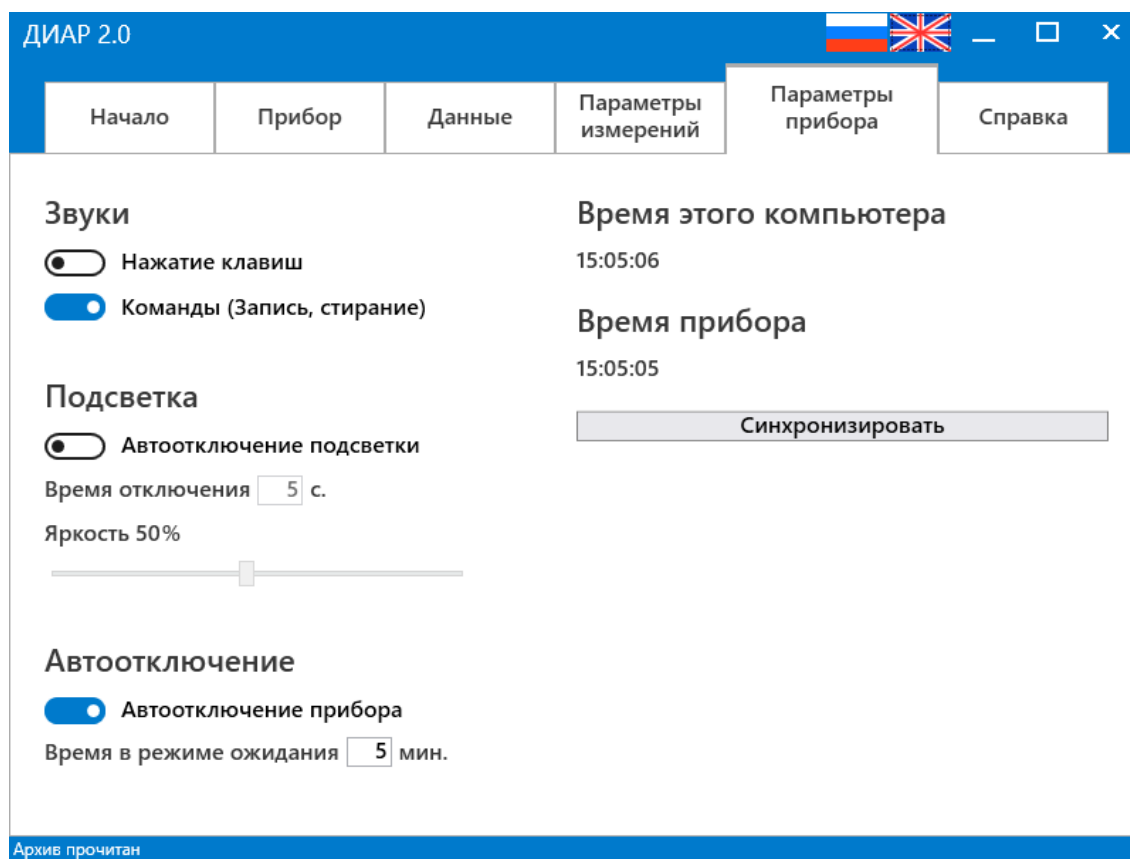 ДИАР 2.0
Начало
Прибор
Данные
Параметры
измерений
Параметры
прибора
Справка
Звуки
Нажатие клавиш
Команды (Запись, стирание)
Подсветка
Автоотключение подсветки
Время отключения 5 с.
Яркость 50%
Автоотключение
Автоотключение прибора
Время в режиме ожидания 5 мин.
Время этого компьютера
15:05:06
Время прибора
15:05:05
Синхронизировать
Архив прочитан